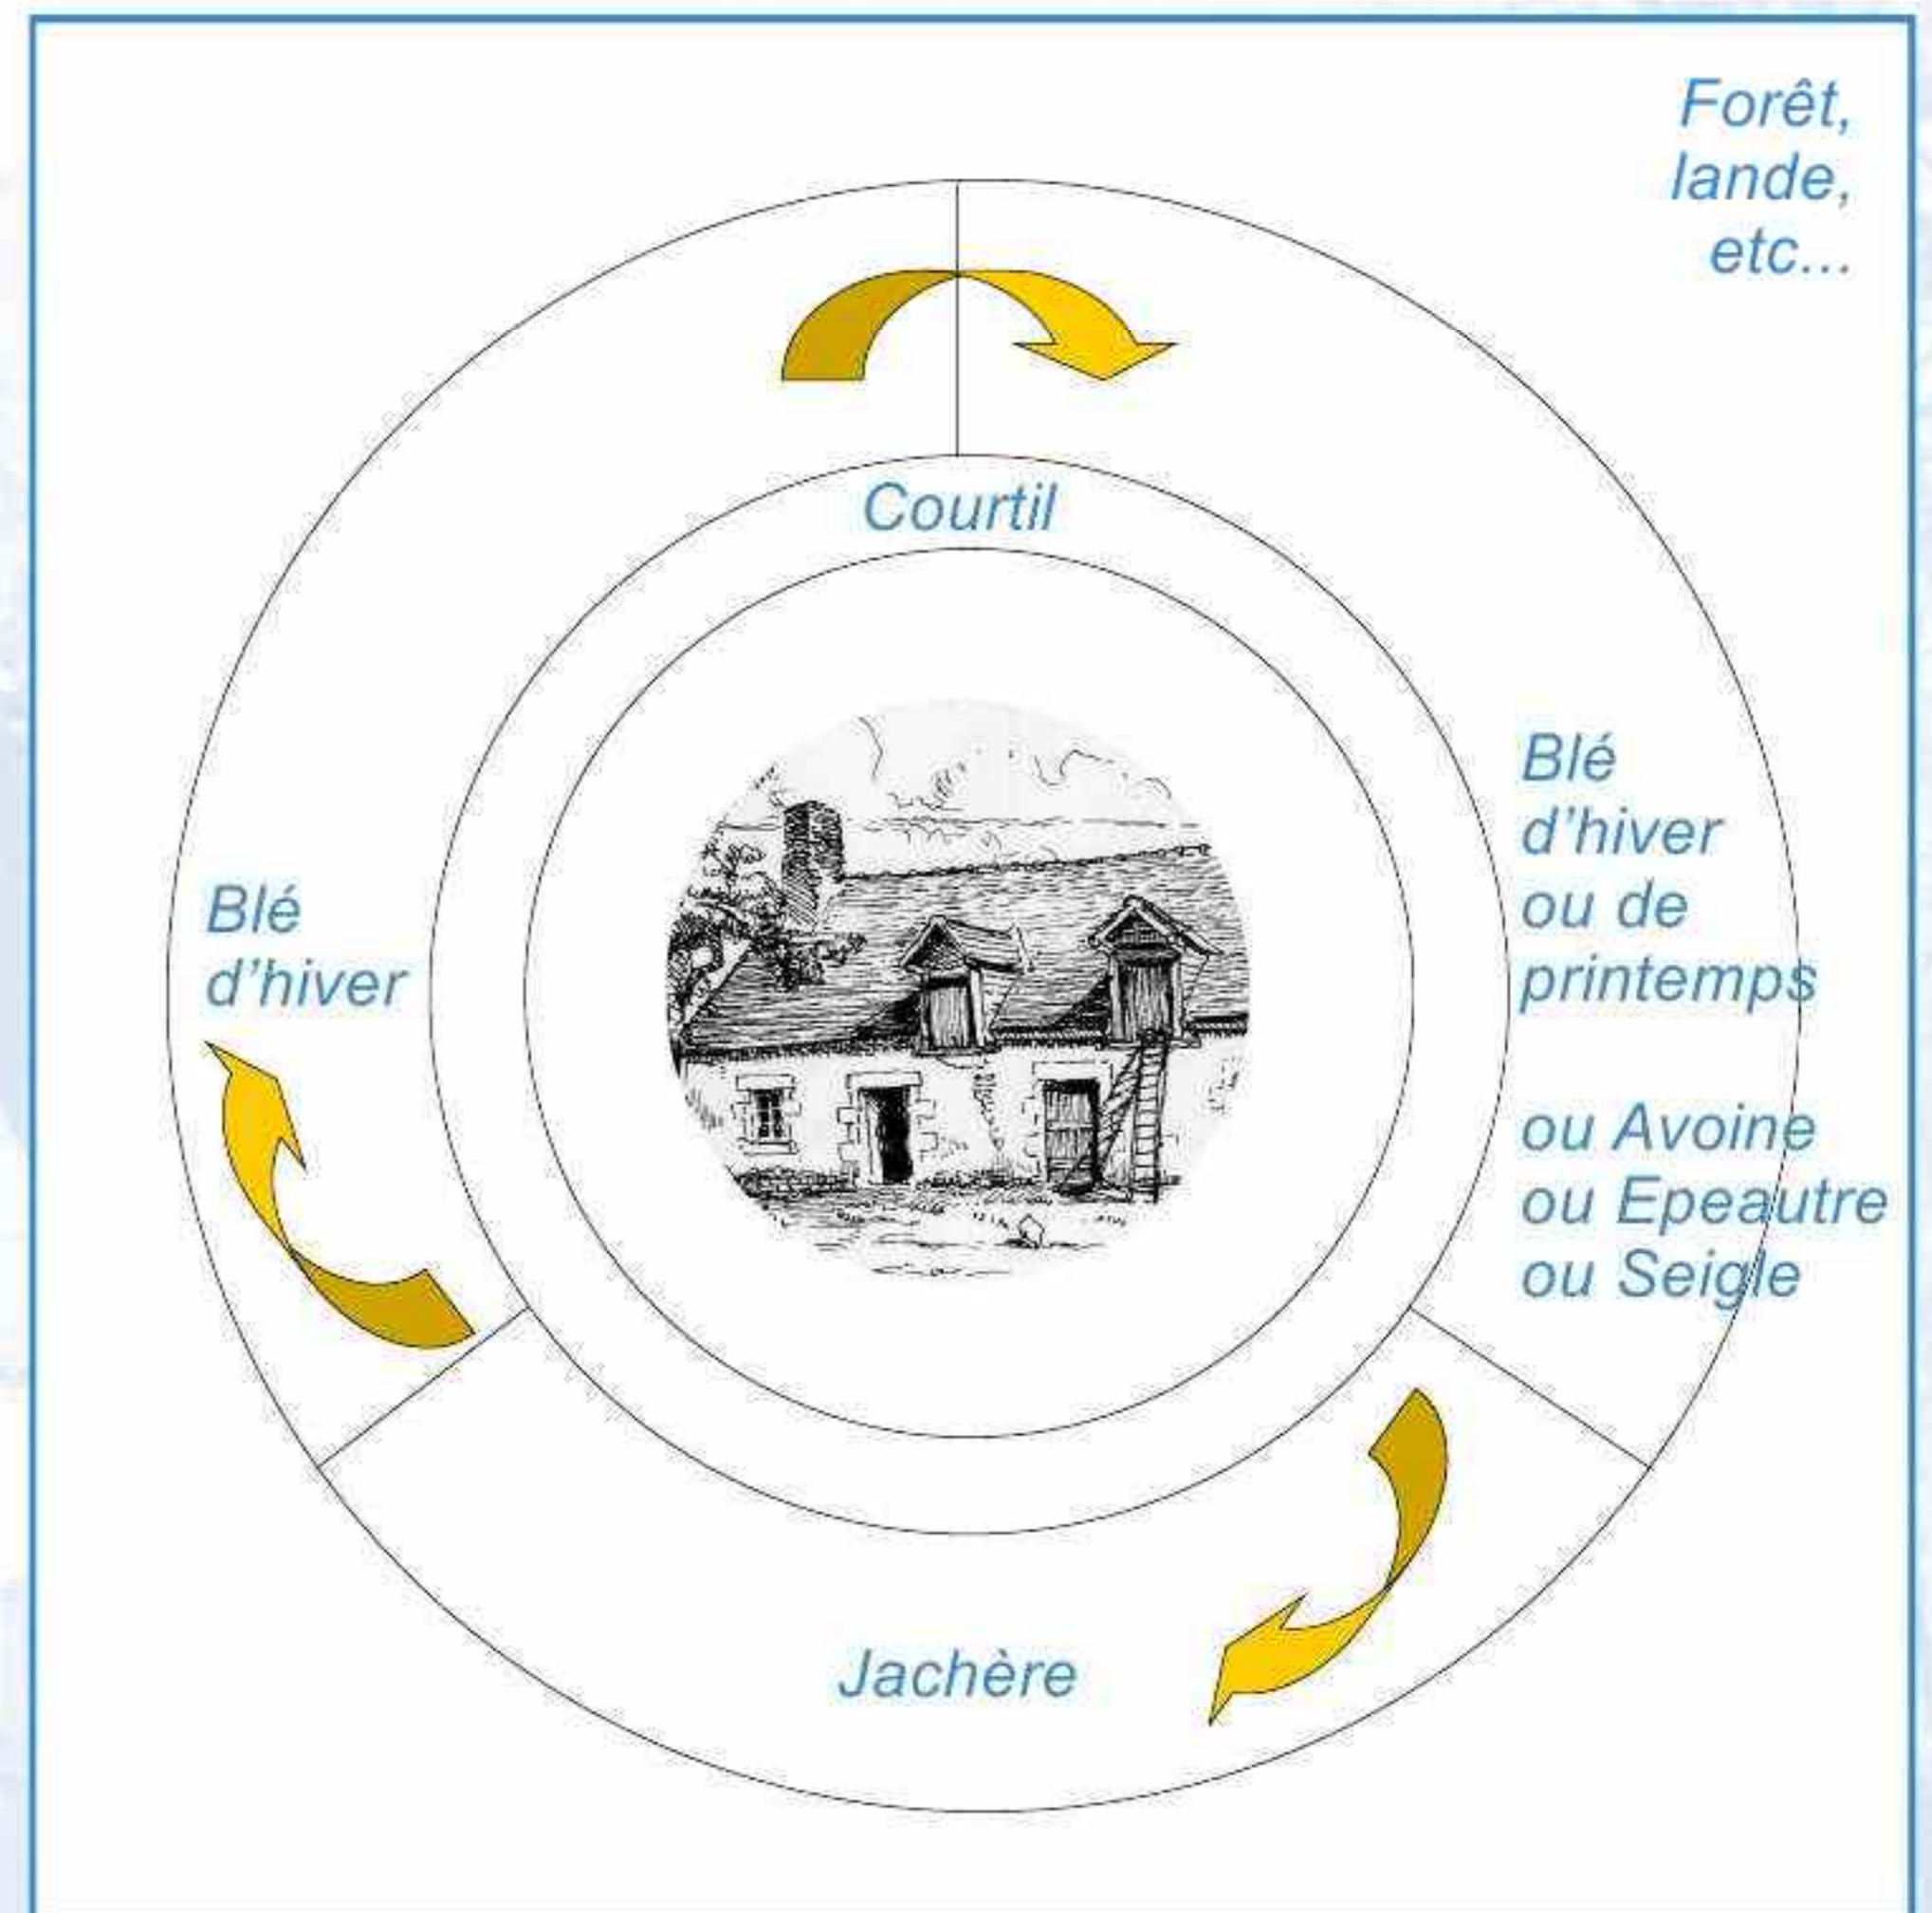 Forêt,
lande,
etc...
Courtil
Blé
d'hiver
Blé
d'hiver
ou de
printemps
ou Avoine
ou Epeautre
ou Seigle
Jachère